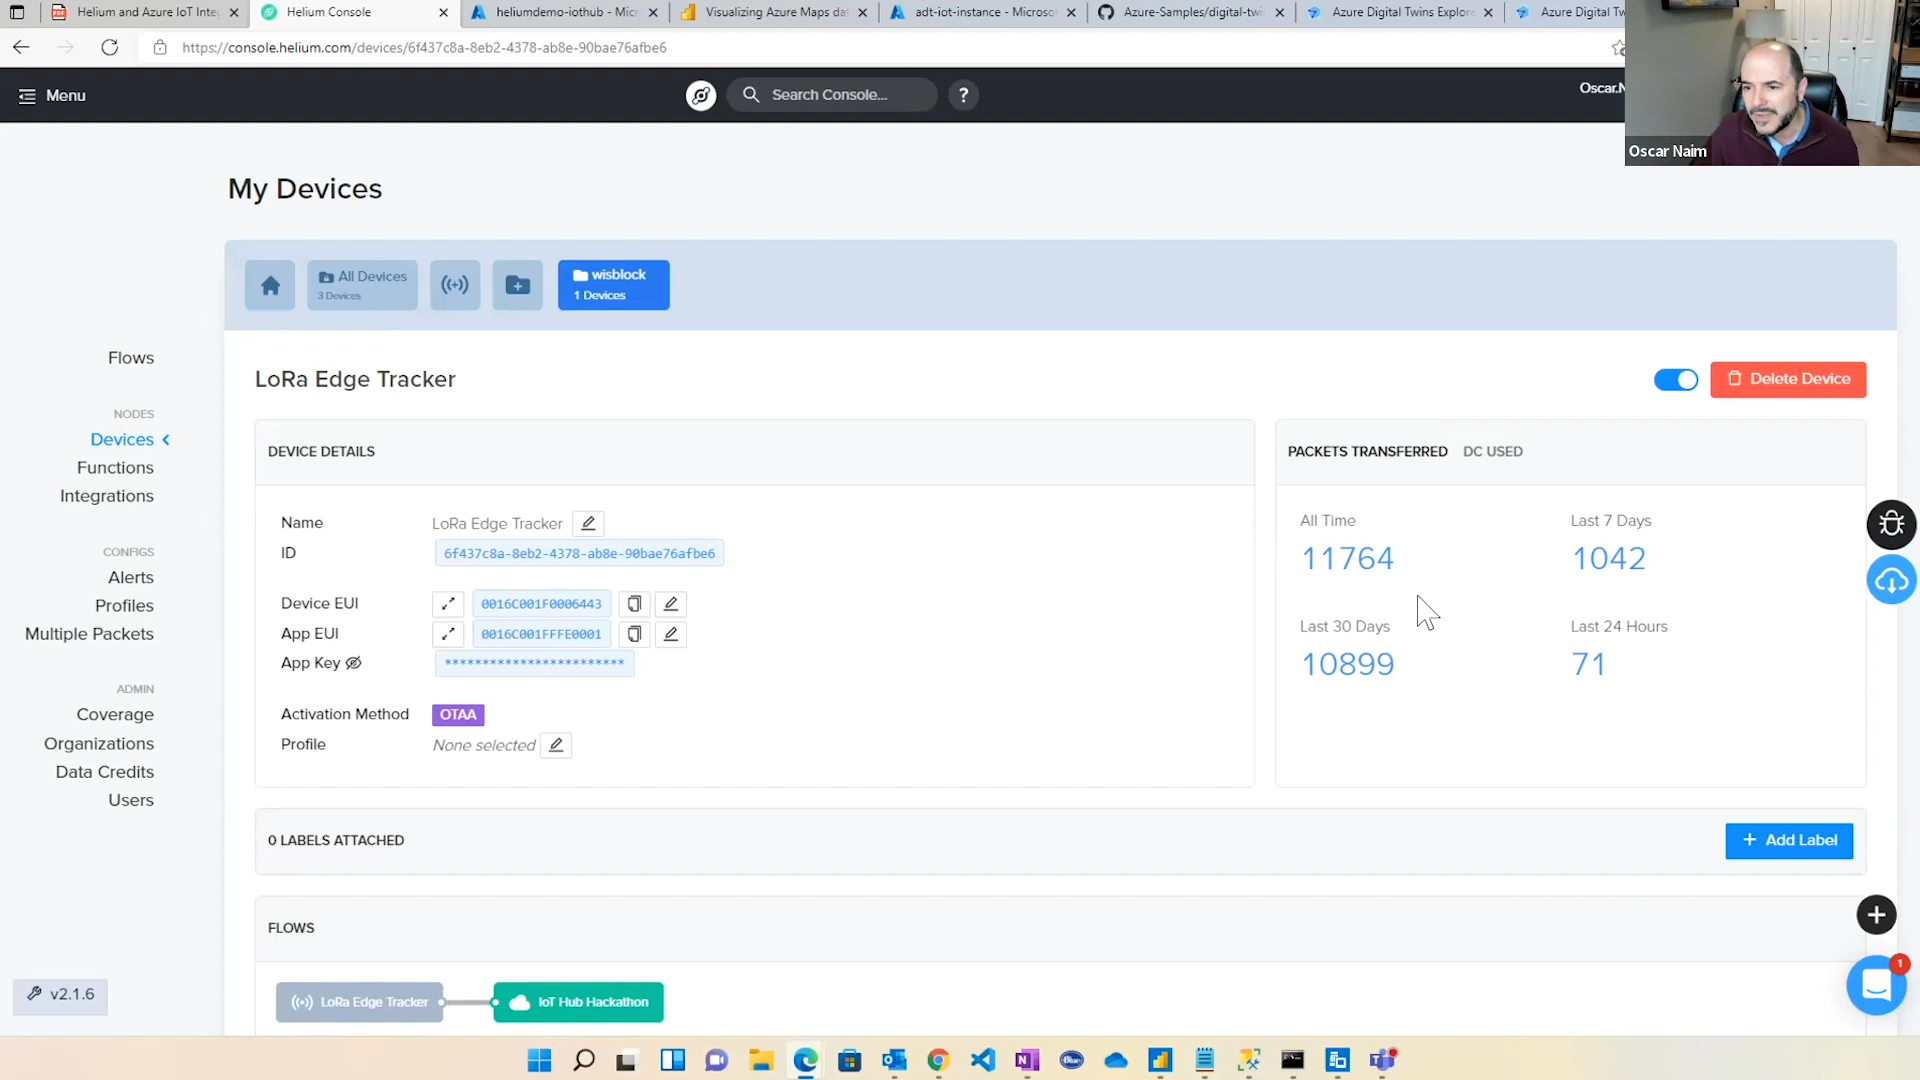 Helium and Azure IoT Inte
Helium Console
heliumdemo-iothub - Micr
Visualizing Azure Maps dat
adt-iot-instance - Microso
Azure-Samples/digital-twi
Azure Digital Twins Explore
Azure Digital Tw
https://console.helium.com/devices/6f437c8a-8eb2-4378-ab8e-90bae76afbe6
Menu
Search Console...
?
Oscar.N
Oscar Naim
My Devices
All Devices
3 Devices
wisblock
1 Devices
Flows
NODES
Devices
Functions
Integrations
CONFIGS
Alerts
Profiles
Multiple Packets
ADMIN
Coverage
Organizations
Data Credits
Users
v2.1.6
LoRa Edge Tracker
Delete Device
DEVICE DETAILS
Name LoRa Edge Tracker
ID 6f437c8a-8eb2-4378-ab8e-90bae76afbe6
Device EUI 0016C001F0006443
App EUI 0016C001FFFE0001
App Key ************************
Activation Method OTAA
Profile None selected
PACKETS TRANSFERRED DC USED
All Time Last 7 Days
11764 1042
Last 30 Days Last 24 Hours
10899 71
0 LABELS ATTACHED
+ Add Label
FLOWS
LoRa Edge Tracker
IoT Hub Hackathon
1